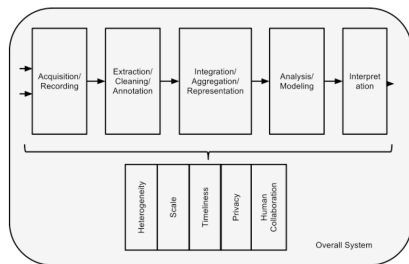 Acquisition/
Recording
Extraction/
Cleaning/
Annotation
Integration/
Aggregation/
Representation
Analysis/
Modeling
Interpret
ation
Heterogeneity
Scale
Timeliness
Privacy
Human
Collaboration
Overall System